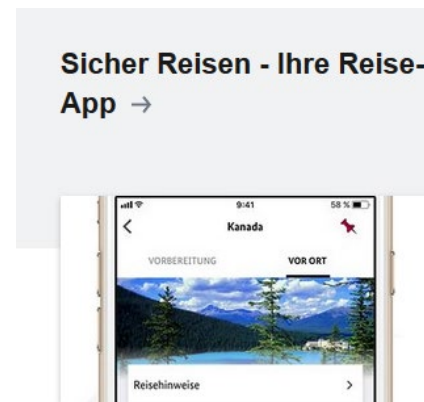 Sicher Reisen - Ihre Reise-
App →
9:41
58 %
Kanada
VORBEREITUNG
VOR ORT
Reisehinweise